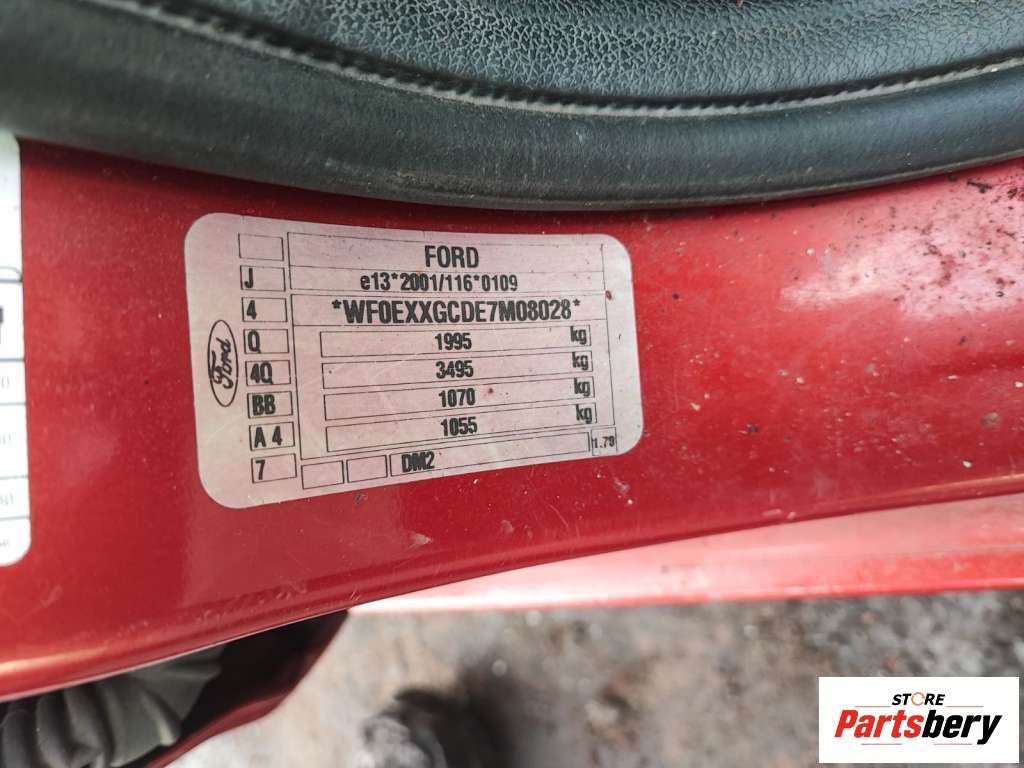 FORD
J e13*2001/116*0109
4 *WF0EXXGCDE7M08028*
Q 1995 kg
4Q 3495 kg
BB 1070 kg
A 4 1055 kg
7 DM2 1.79
Ford
STORE
Partsbery